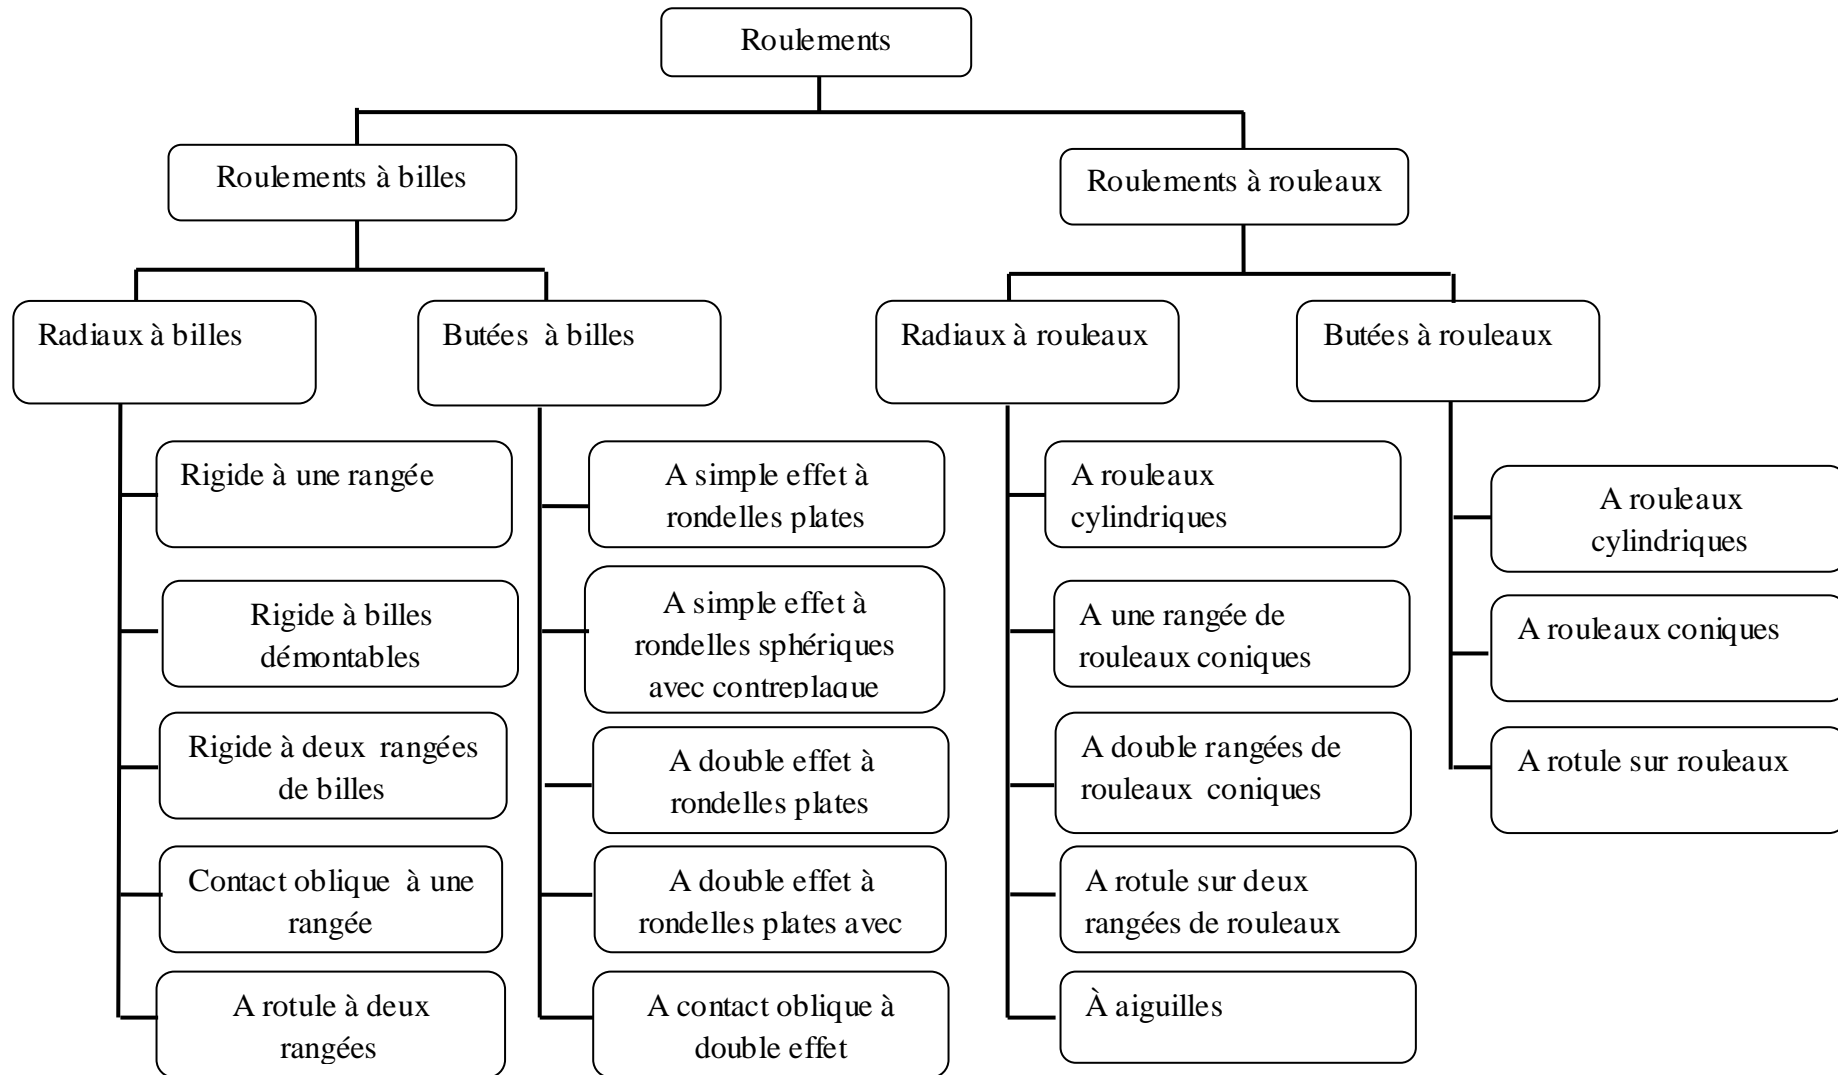 Roulements
Roulements à billes
Roulements à rouleaux
Radiaux à billes
Butées à billes
Radiaux à rouleaux
Butées à rouleaux
Rigide à une rangée
Rigide à billes
démontables
Rigide à deux rangées
de billes
Contact oblique à une
rangée
A rotule à deux
rangées
A simple effet à
rondelles plates
A simple effet à
rondelles sphériques
avec contreplaque
A double effet à
rondelles plates
A double effet à
rondelles plates avec
A contact oblique à
double effet
A rouleaux
cylindriques
A une rangée de
rouleaux coniques
A double rangées de
rouleaux coniques
A rotule sur deux
rangées de rouleaux
À aiguilles
A rouleaux
cylindriques
A rouleaux coniques
A rotule sur rouleaux